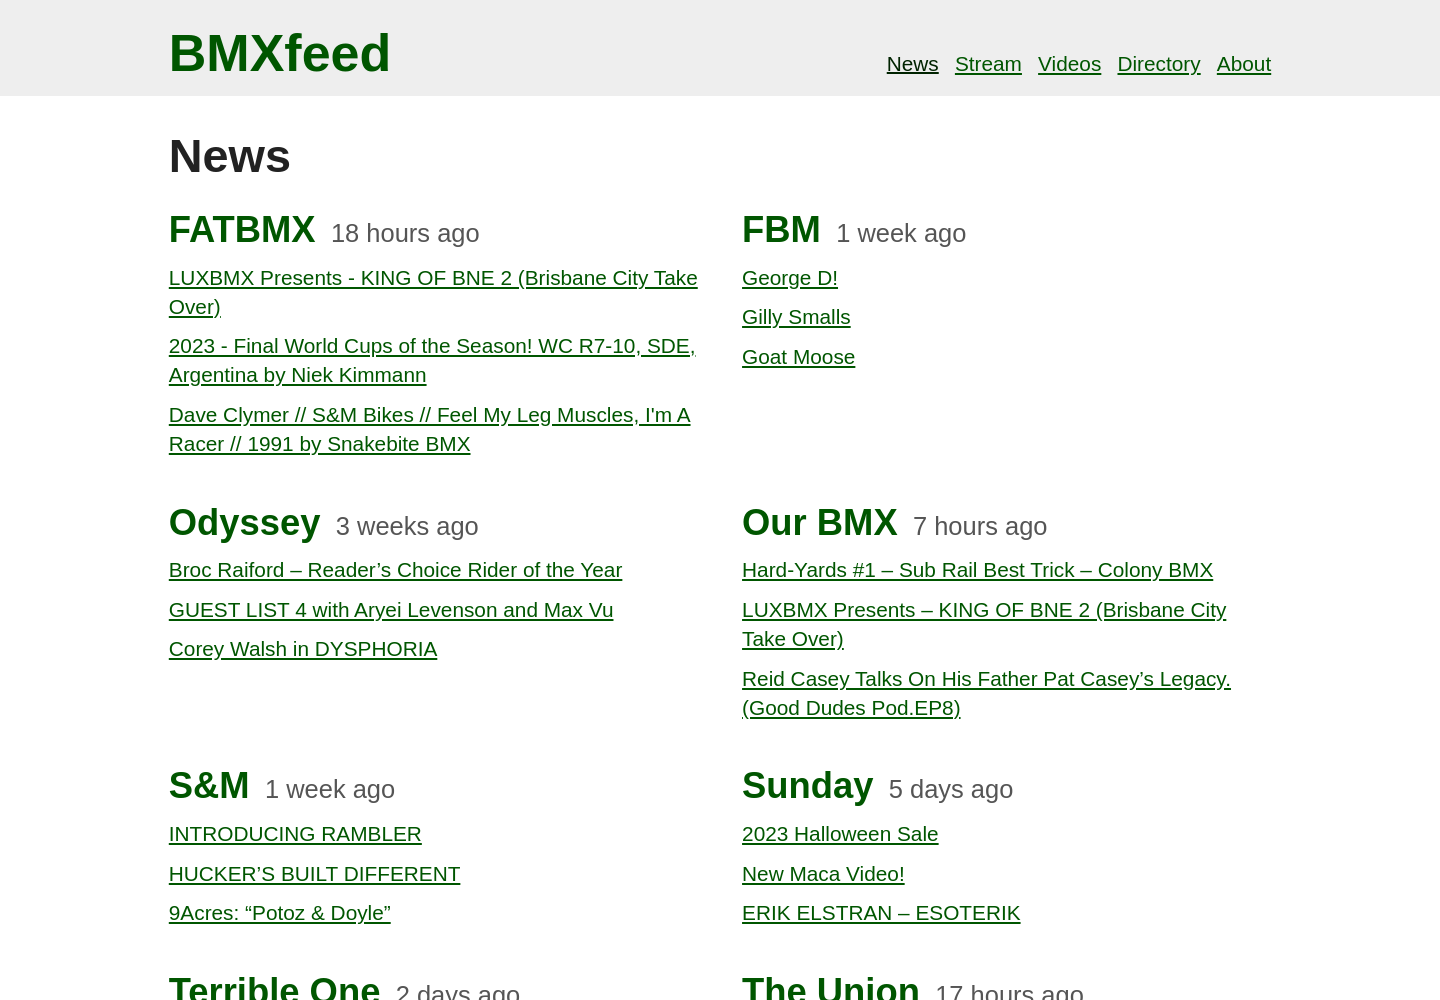 BMXfeed
News Stream Videos Directory About
News
FATBMX 18 hours ago
LUXBMX Presents - KING OF BNE 2 (Brisbane City Take
Over)
2023 - Final World Cups of the Season! WC R7-10, SDE,
Argentina by Niek Kimmann
Dave Clymer // S&M Bikes // Feel My Leg Muscles, I'm A
Racer // 1991 by Snakebite BMX
FBM 1 week ago
George D!
Gilly Smalls
Goat Moose
Odyssey 3 weeks ago
Broc Raiford – Reader’s Choice Rider of the Year
GUEST LIST 4 with Aryei Levenson and Max Vu
Corey Walsh in DYSPHORIA
Our BMX 7 hours ago
Hard-Yards #1 – Sub Rail Best Trick – Colony BMX
LUXBMX Presents – KING OF BNE 2 (Brisbane City
Take Over)
Reid Casey Talks On His Father Pat Casey’s Legacy.
(Good Dudes Pod.EP8)
S&M 1 week ago
INTRODUCING RAMBLER
HUCKER’S BUILT DIFFERENT
9Acres: “Potoz & Doyle”
Sunday 5 days ago
2023 Halloween Sale
New Maca Video!
ERIK ELSTRAN – ESOTERIK
Terrible One 2 days ago
The Union 17 hours ago